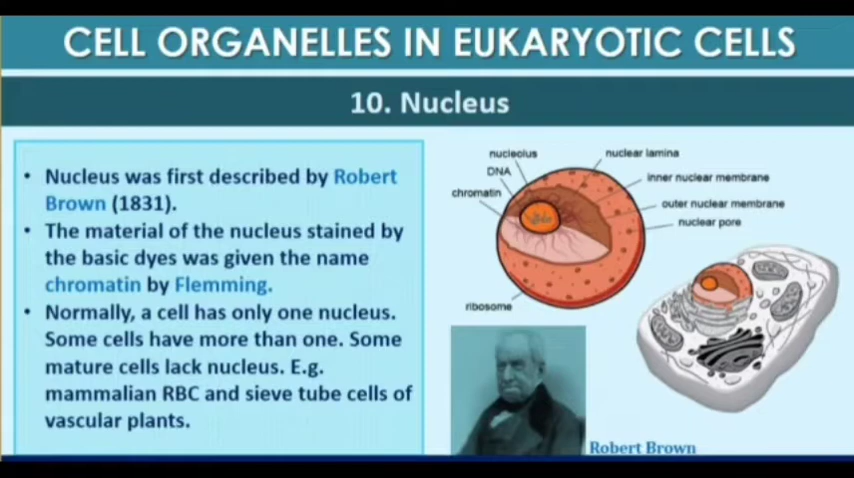 CELL ORGANELLES IN EUKARYOTIC CELLS
10. Nucleus
• Nucleus was first described by Robert
Brown (1831).
• The material of the nucleus stained by
the basic dyes was given the name
chromatin by Flemming.
• Normally, a cell has only one nucleus.
Some cells have more than one. Some
mature cells lack nucleus. E.g.
mammalian RBC and sieve tube cells of
vascular plants.
nucleolus
DNA
chromatin
nuclear lamina
inner nuclear membrane
outer nuclear membrane
nuclear pore
ribosome
Robert Brown